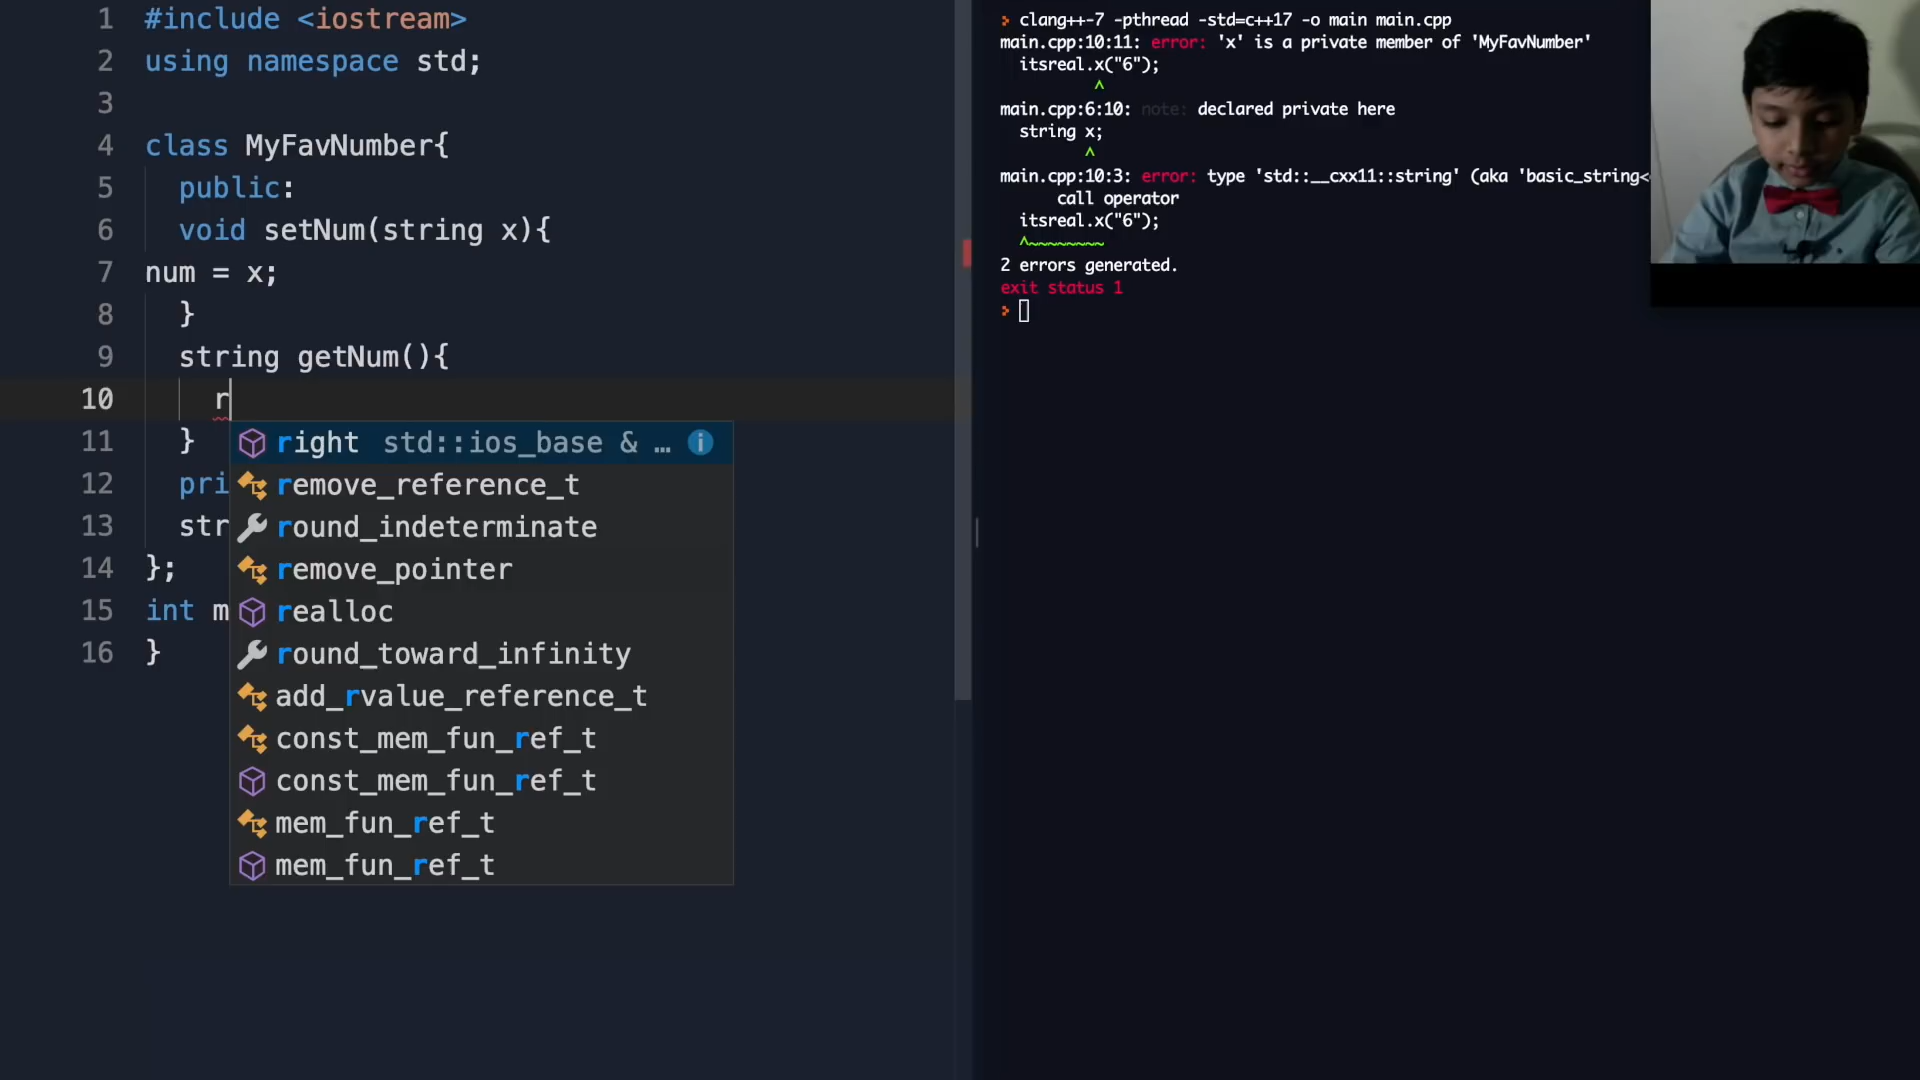 1 #include <iostream>
2 using namespace std;
3
4 class MyFavNumber{
5 public:
6 void setNum(string x){
7 num = x;
8 }
9 string getNum(){
10 r
11 }
12 pri
13 str
14 };
15 int m
16 }
right std::ios_base & …
remove_reference_t
round_indeterminate
remove_pointer
realloc
round_toward_infinity
add_rvalue_reference_t
const_mem_fun_ref_t
const_mem_fun_ref_t
mem_fun_ref_t
mem_fun_ref_t
> clang++-7 -pthread -std=c++17 -o main main.cpp
main.cpp:10:11: error: 'x' is a private member of 'MyFavNumber'
itsreal.x("6");
^
main.cpp:6:10: note: declared private here
string x;
^
main.cpp:10:3: error: type 'std::__cxx11::string' (aka 'basic_string<
call operator
itsreal.x("6");
^~~~~~~~~
2 errors generated.
exit status 1
>